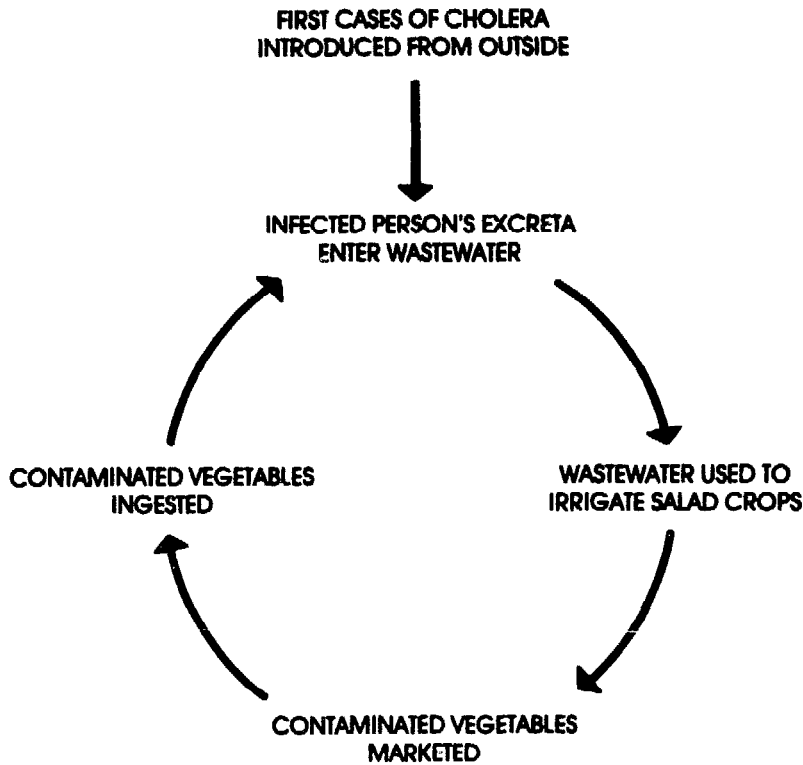 FIRST CASES OF CHOLERA
INTRODUCED FROM OUTSIDE
INFECTED PERSON'S EXCRETA
ENTER WASTEWATER
WASTEWATER USED TO
IRRIGATE SALAD CROPS
CONTAMINATED VEGETABLES
MARKETED
CONTAMINATED VEGETABLES
INGESTED